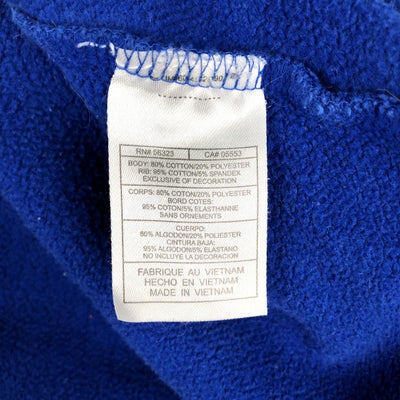 RN# 56323 CA# 05553
BODY: 80% COTTON/20% POLYESTER
RIB: 95% COTTON/5% SPANDEX
EXCLUSIVE OF DECORATION
CORPS: 80% COTON/20% POLYESTER
BORD COTES:
95% COTON/5% ELASTHANNE
SANS ORNEMENTS
CUERPO:
80% ALGODON/20% POLIESTER
CINTURA BAJA:
95% ALGODON/5% ELASTANO
NO INCLUYE LA DECORACION
FABRIQUE AU VIETNAM
HECHO EN VIETNAM
MADE IN VIETNAM